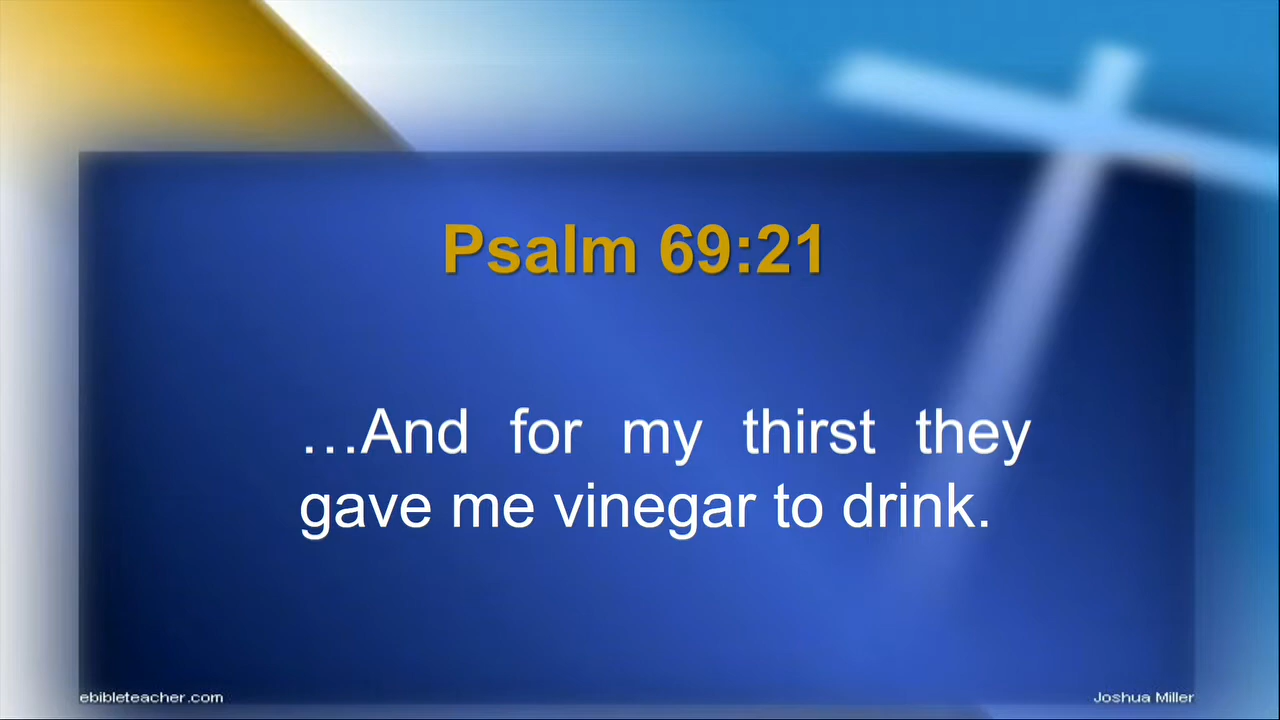 Psalm 69:21
…And for my thirst they
gave me vinegar to drink.
ebibleteacher.com
Joshua Miller